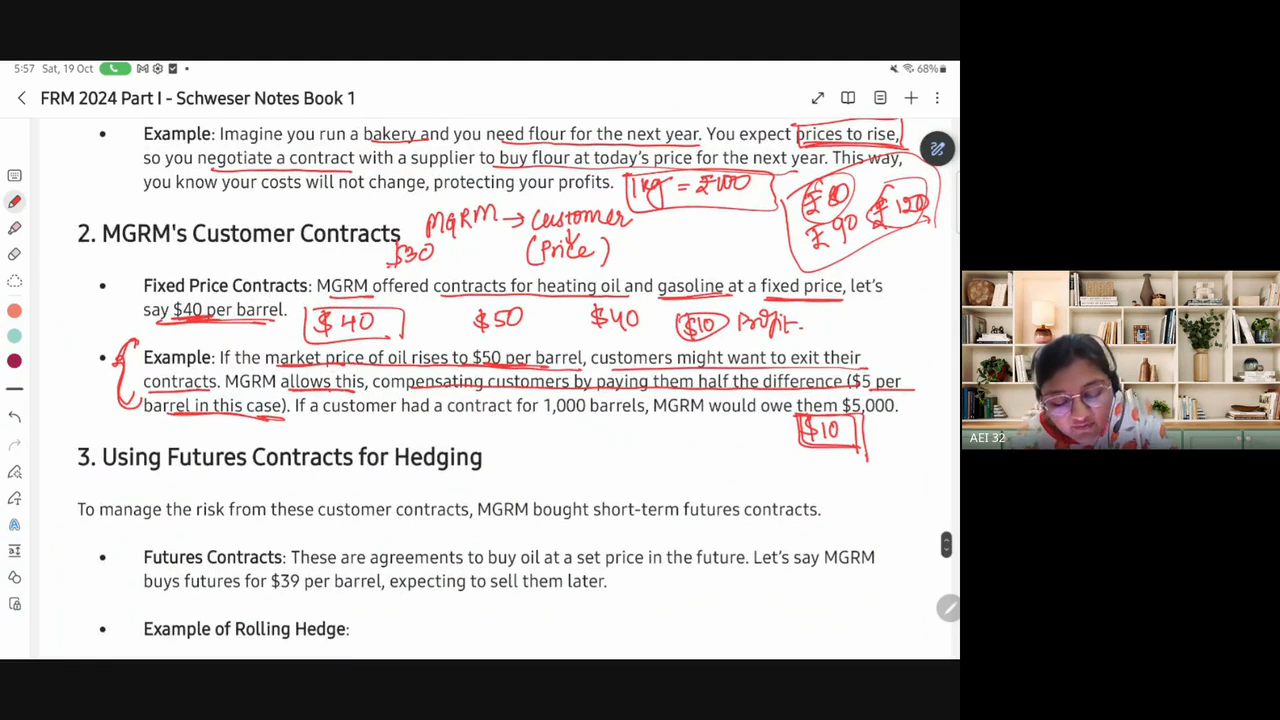 5:57 Sat, 19 Oct 68%
FRM 2024 Part I - Schweser Notes Book 1
• Example: Imagine you run a bakery and you need flour for the next year. You expect prices to rise,
so you negotiate a contract with a supplier to buy flour at today's price for the next year. This way,
you know your costs will not change, protecting your profits.
1kg = ₹100
₹80
₹120
₹90
MGRM → Customer
2. MGRM's Customer Contracts
$30
(Price)
• Fixed Price Contracts: MGRM offered contracts for heating oil and gasoline at a fixed price, let's
say $40 per barrel.
$40 $50 $40 $10 Profit.
• Example: If the market price of oil rises to $50 per barrel, customers might want to exit their
contracts. MGRM allows this, compensating customers by paying them half the difference ($5 per
barrel in this case). If a customer had a contract for 1,000 barrels, MGRM would owe them $5,000.
$10
3. Using Futures Contracts for Hedging
To manage the risk from these customer contracts, MGRM bought short-term futures contracts.
• Futures Contracts: These are agreements to buy oil at a set price in the future. Let's say MGRM
buys futures for $39 per barrel, expecting to sell them later.
• Example of Rolling Hedge:
AEI 32